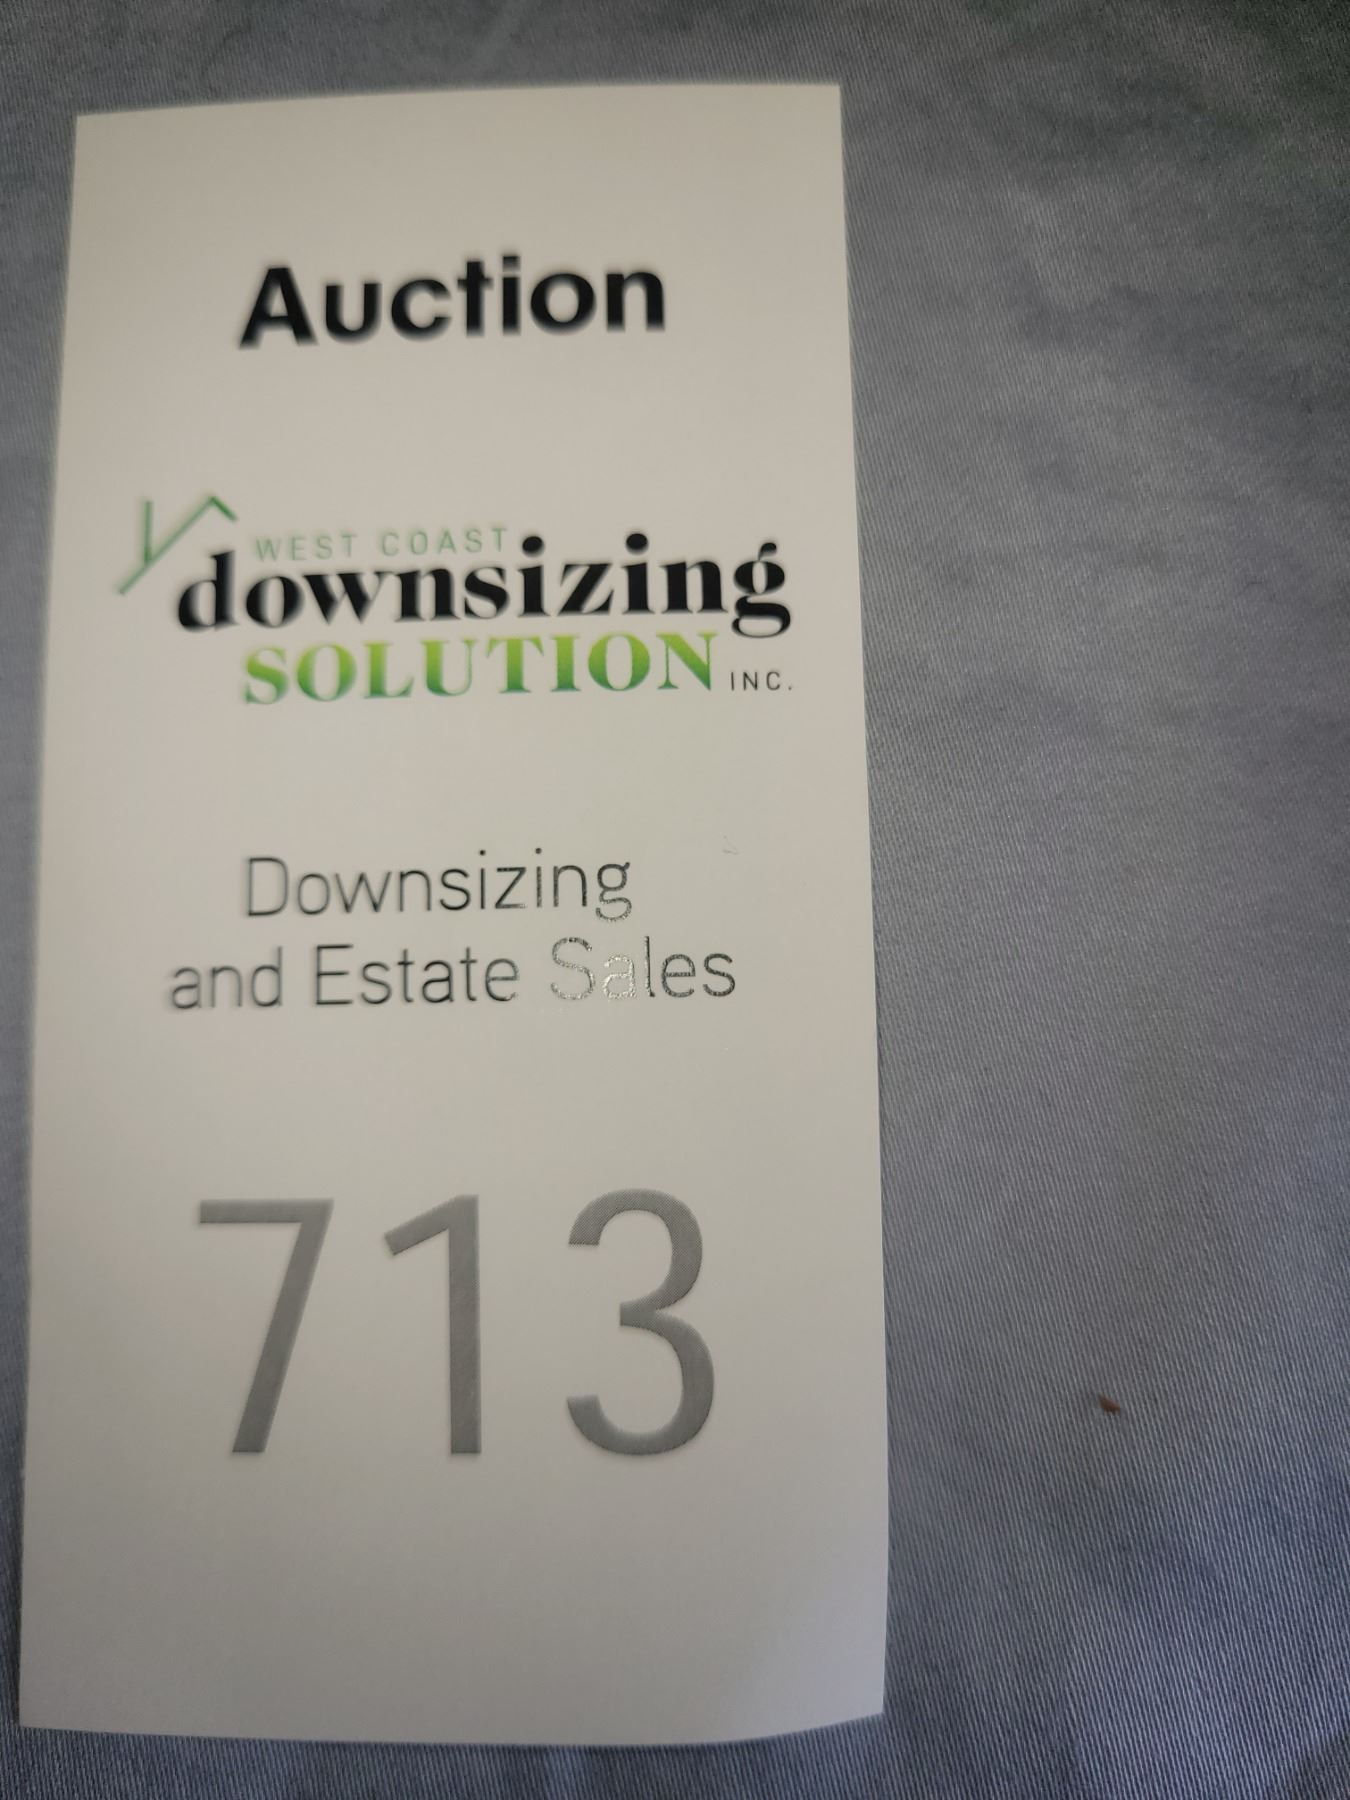 Auction
WEST COAST
downsizing
SOLUTION INC.
Downsizing
and Estate Sales
713